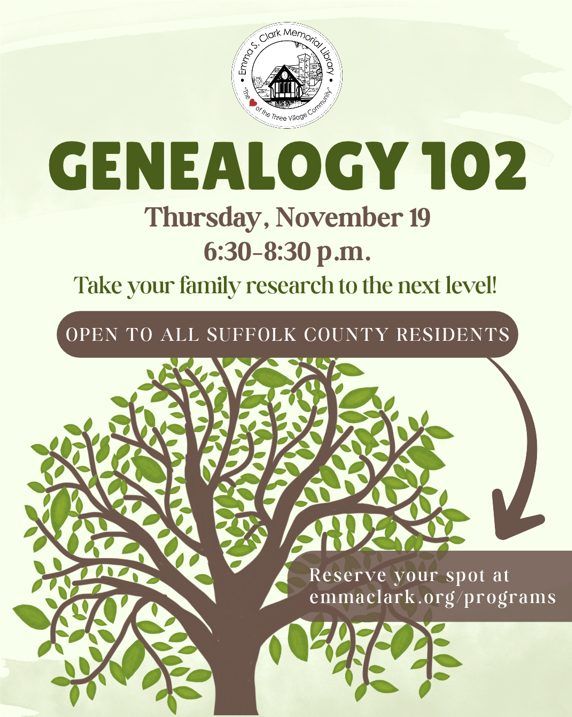 Emma S. Clark Memorial Library
"The of the Three Village Community"
GENEALOGY 102
Thursday, November 19
6:30-8:30 p.m.
Take your family research to the next level!
OPEN TO ALL SUFFOLK COUNTY RESIDENTS
Reserve your spot at
emmaclark.org/programs